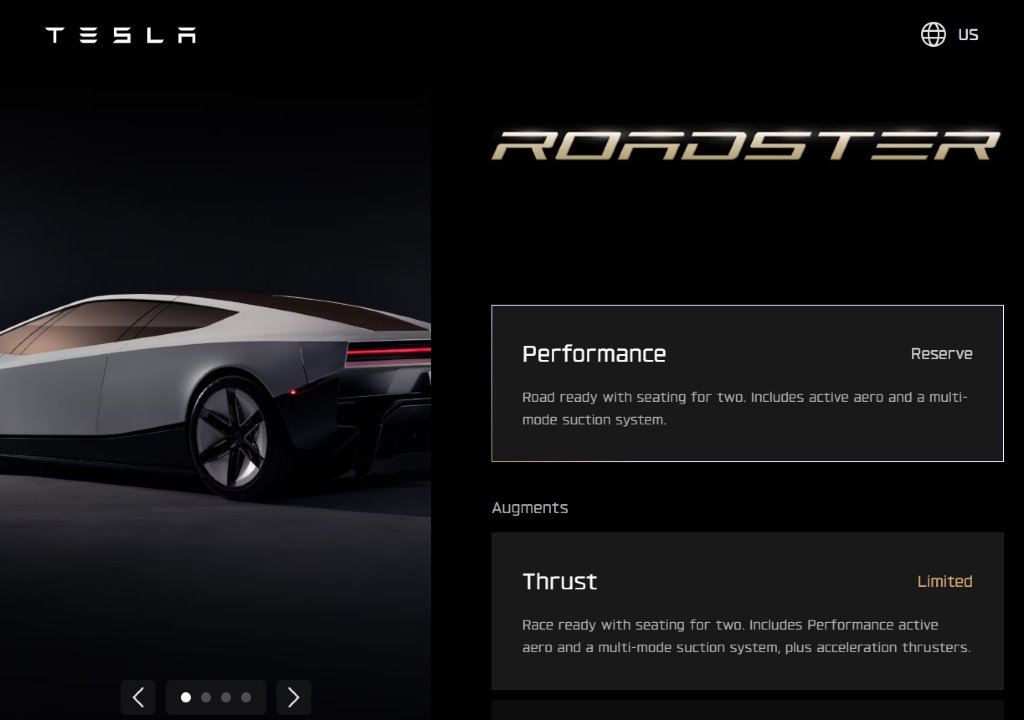 TESLA
US
ROADSTER
Performance
Reserve
Road ready with seating for two. Includes active aero and a multi-
mode suction system.
Augments
Thrust
Limited
Race ready with seating for two. Includes Performance active
aero and a multi-mode suction system, plus acceleration thrusters.